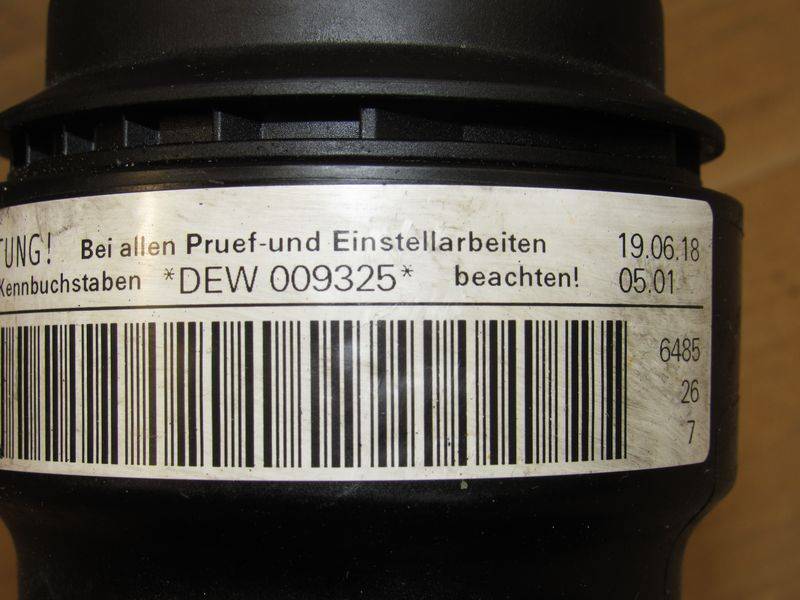 TUNG! Bei allen Pruef-und Einstellarbeiten 19.06.18
Kennbuchstaben *DEW 009325* beachten! 05.01
6485
26
7